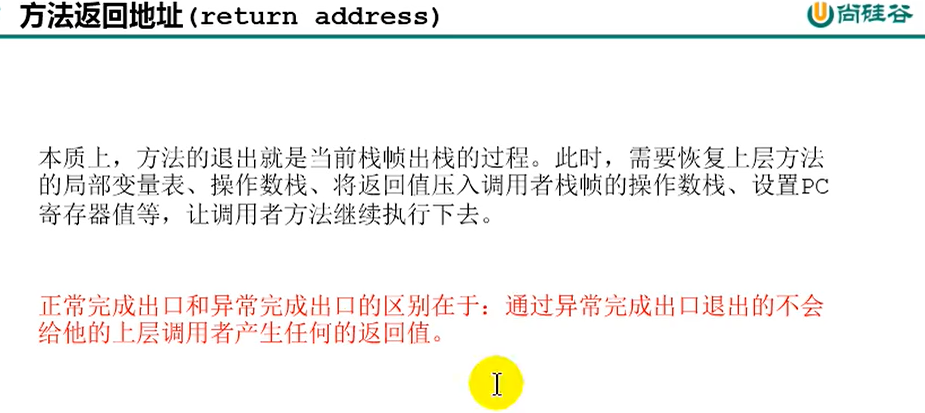 方法返回地址(return address)
尚硅谷
本质上，方法的退出就是当前栈帧出栈的过程。此时，需要恢复上层方法
的局部变量表、操作数栈、将返回值压入调用者栈帧的操作数栈、设置PC
寄存器值等，让调用者方法继续执行下去。
正常完成出口和异常完成出口的区别在于：通过异常完成出口退出的不会
给他的上层调用者产生任何的返回值。